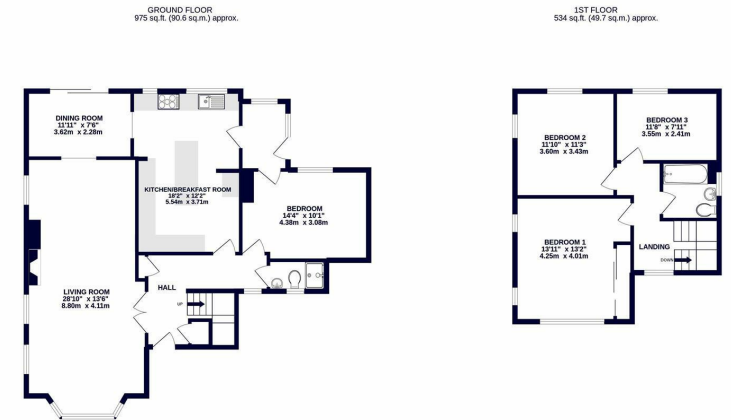 GROUND FLOOR
975 sq.ft. (90.6 sq.m.) approx.
1ST FLOOR
534 sq.ft. (49.7 sq.m.) approx.
DINING ROOM
11'11" x 7'6"
3.62m x 2.28m
KITCHEN/BREAKFAST ROOM
18'2" x 12'2"
5.54m x 3.71m
BEDROOM
14'4" x 10'1"
4.38m x 3.08m
LIVING ROOM
28'10" x 13'6"
8.80m x 4.11m
HALL
UP
BEDROOM 2
11'10" x 11'3"
3.60m x 3.43m
BEDROOM 3
11'8" x 7'11"
3.55m x 2.41m
BEDROOM 1
13'11" x 13'2"
4.25m x 4.01m
LANDING
DOWN